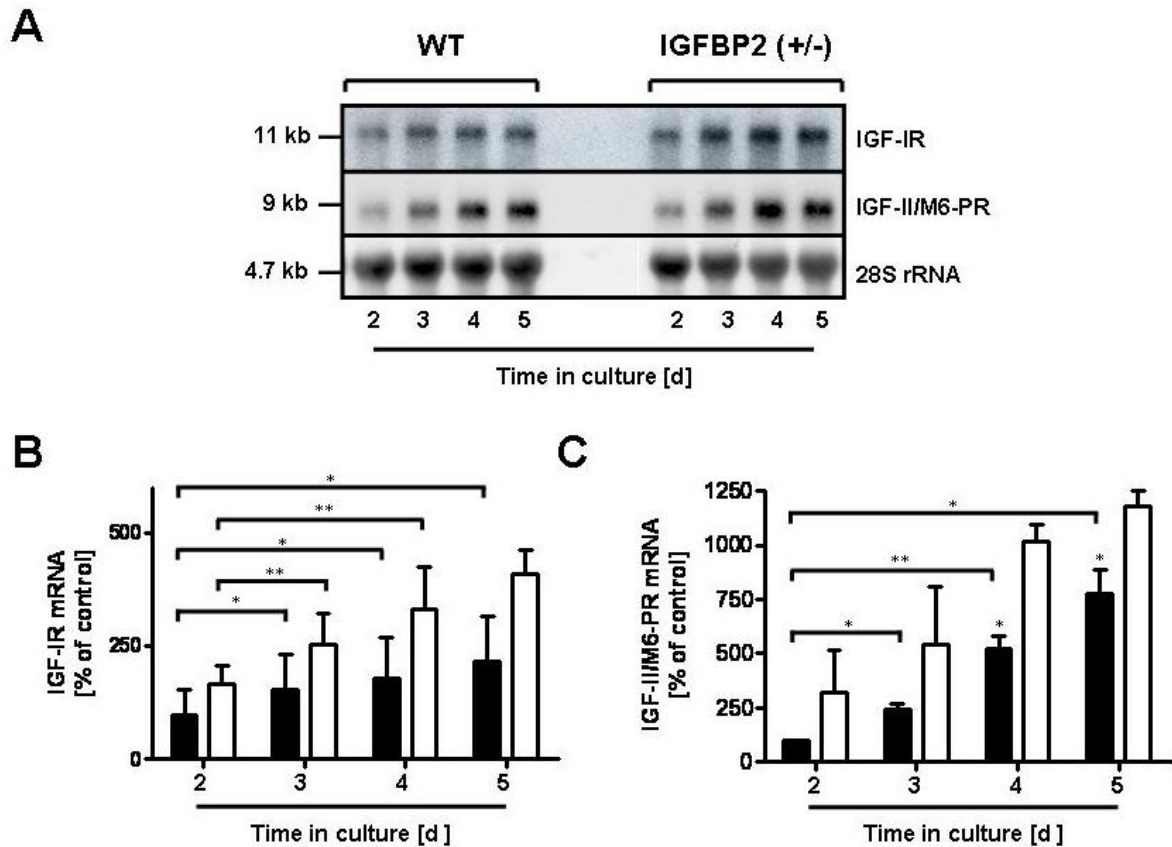 A
WT IGFBP2 (+/-)
11 kb IGF-IR
9 kb IGF-II/M6-PR
4.7 kb 28S rRNA
2 3 4 5 2 3 4 5
Time in culture [d]
B
*
**
*
**
*
500
250
0
IGF-IR mRNA
[% of control]
2 3 4 5
Time in culture [d ]
C
*
**
*
*
*
1250
1000
750
500
250
0
IGF-II/M6-PR mRNA
[% of control]
2 3 4 5
Time in culture [d ]